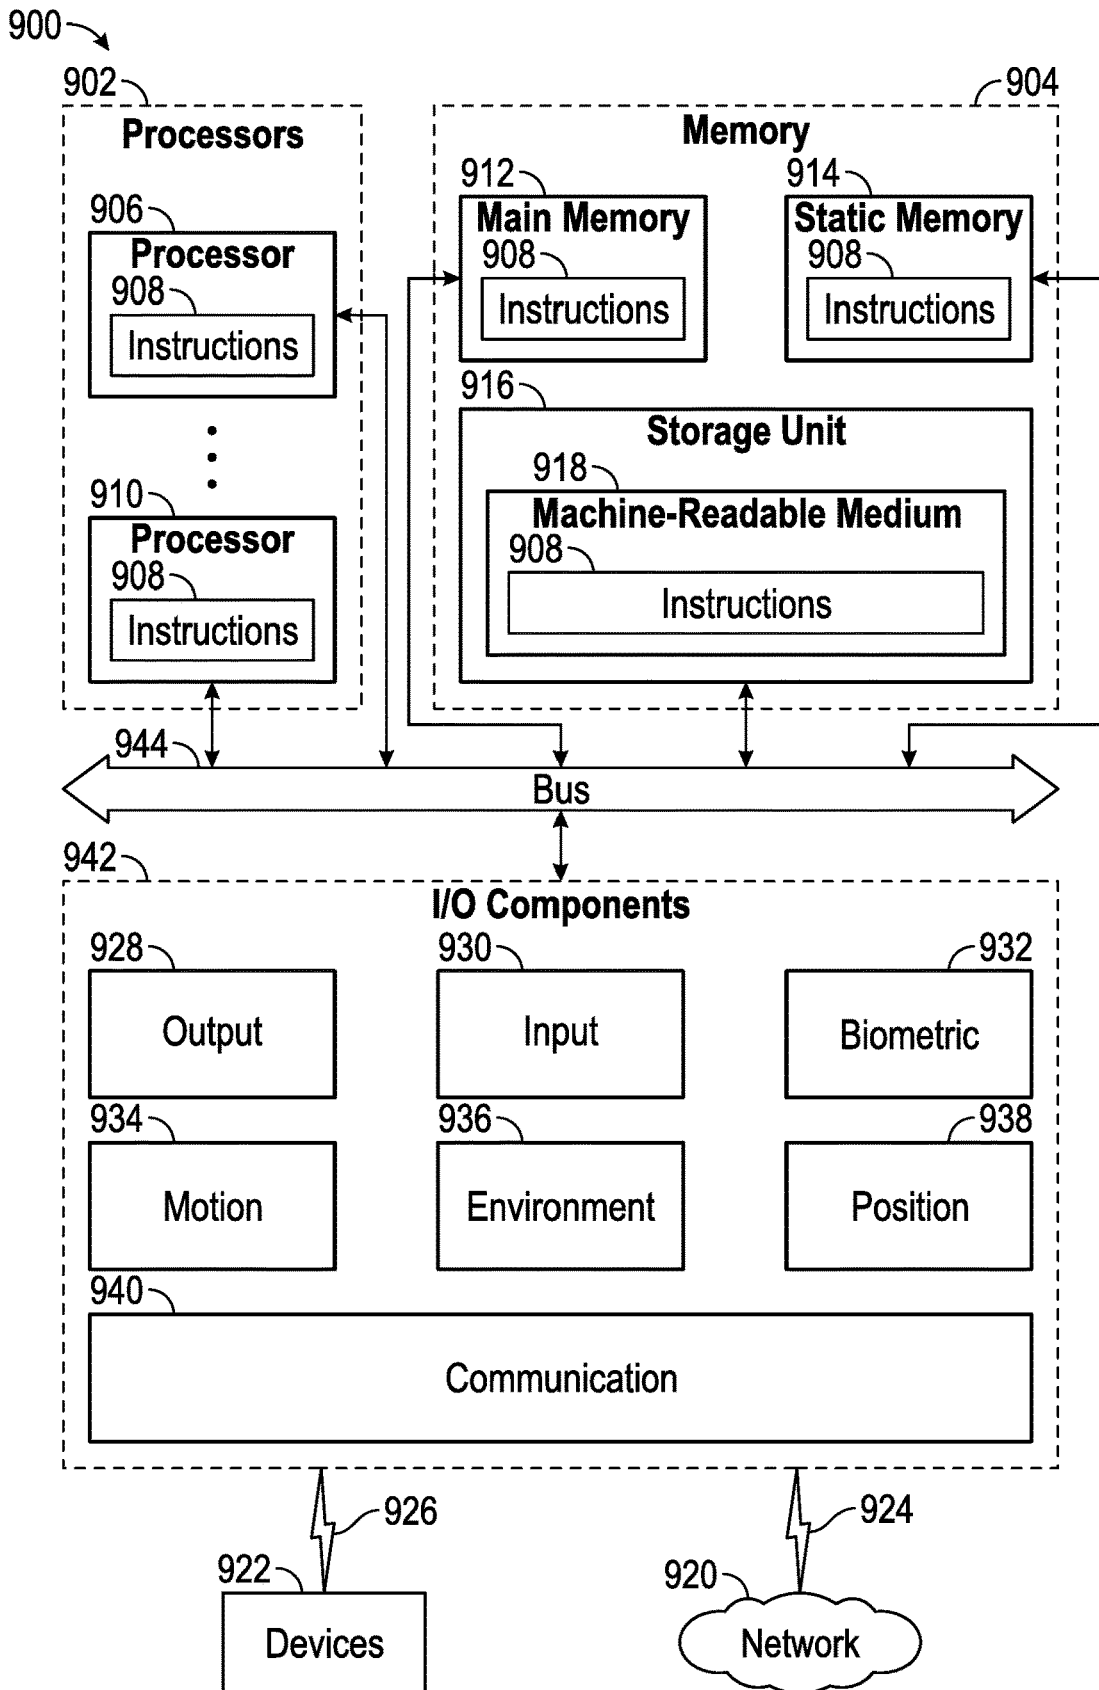 900
902
Processors
906
Processor
908
Instructions
910
Processor
908
Instructions
904
Memory
912
Main Memory
908
Instructions
914
Static Memory
908
Instructions
916
Storage Unit
918
Machine-Readable Medium
908
Instructions
944
Bus
942
I/O Components
928
Output
930
Input
932
Biometric
934
Motion
936
Environment
938
Position
940
Communication
926
924
922
Devices
920
Network